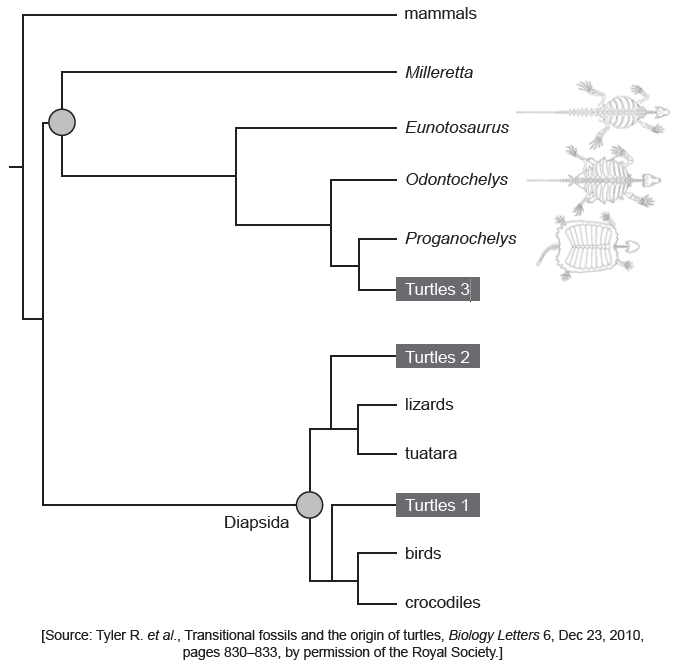 mammals
Milleretta
Eunotosaurus
Odontochelys
Proganochelys
Turtles 3
Turtles 2
lizards
tuatara
Turtles 1
Diapsida
birds
crocodiles
[Source: Tyler R. et al., Transitional fossils and the origin of turtles, Biology Letters 6, Dec 23, 2010,
pages 830–833, by permission of the Royal Society.]